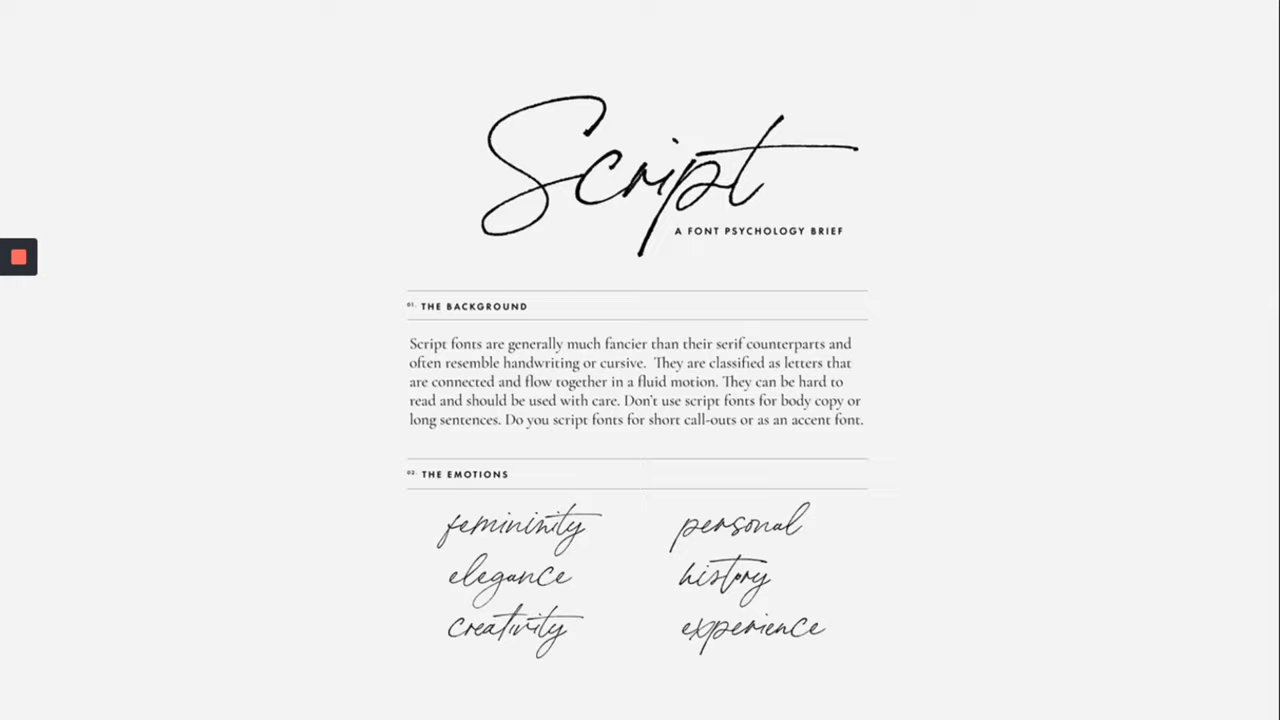 Script
A FONT PSYCHOLOGY BRIEF
01. THE BACKGROUND
Script fonts are generally much fancier than their serif counterparts and
often resemble handwriting or cursive. They are classified as letters that
are connected and flow together in a fluid motion. They can be hard to
read and should be used with care. Don't use script fonts for body copy or
long sentences. Do you script fonts for short call-outs or as an accent font.
02. THE EMOTIONS
femininity
elegance
creativity
personal
history
experience